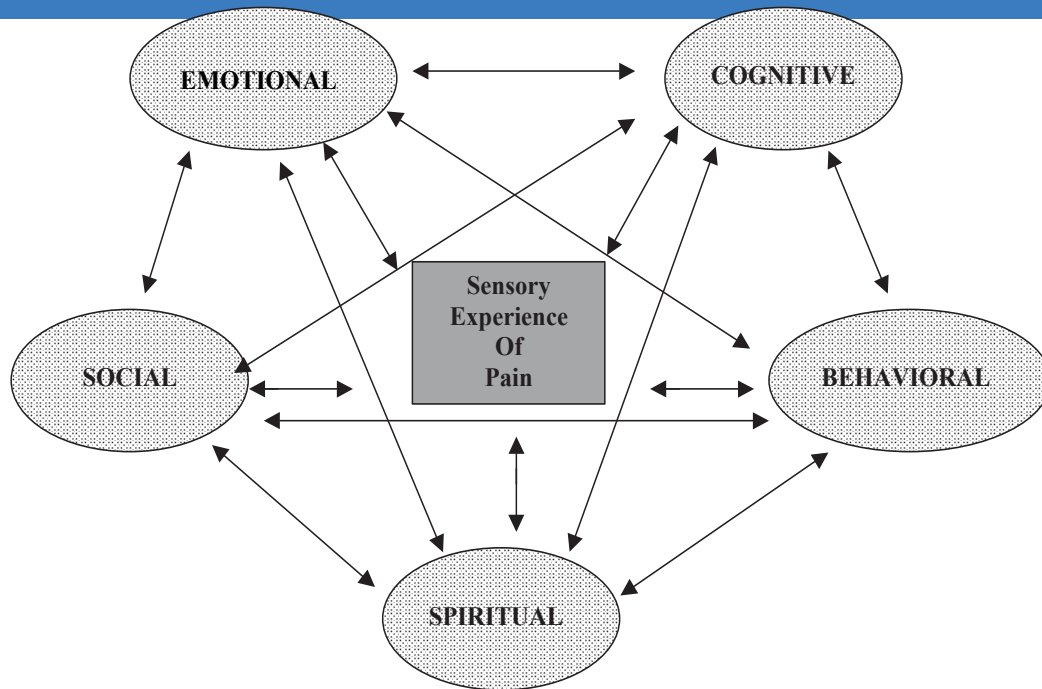 EMOTIONAL
COGNITIVE
Sensory
Experience
Of
Pain
SOCIAL
BEHAVIORAL
SPIRITUAL